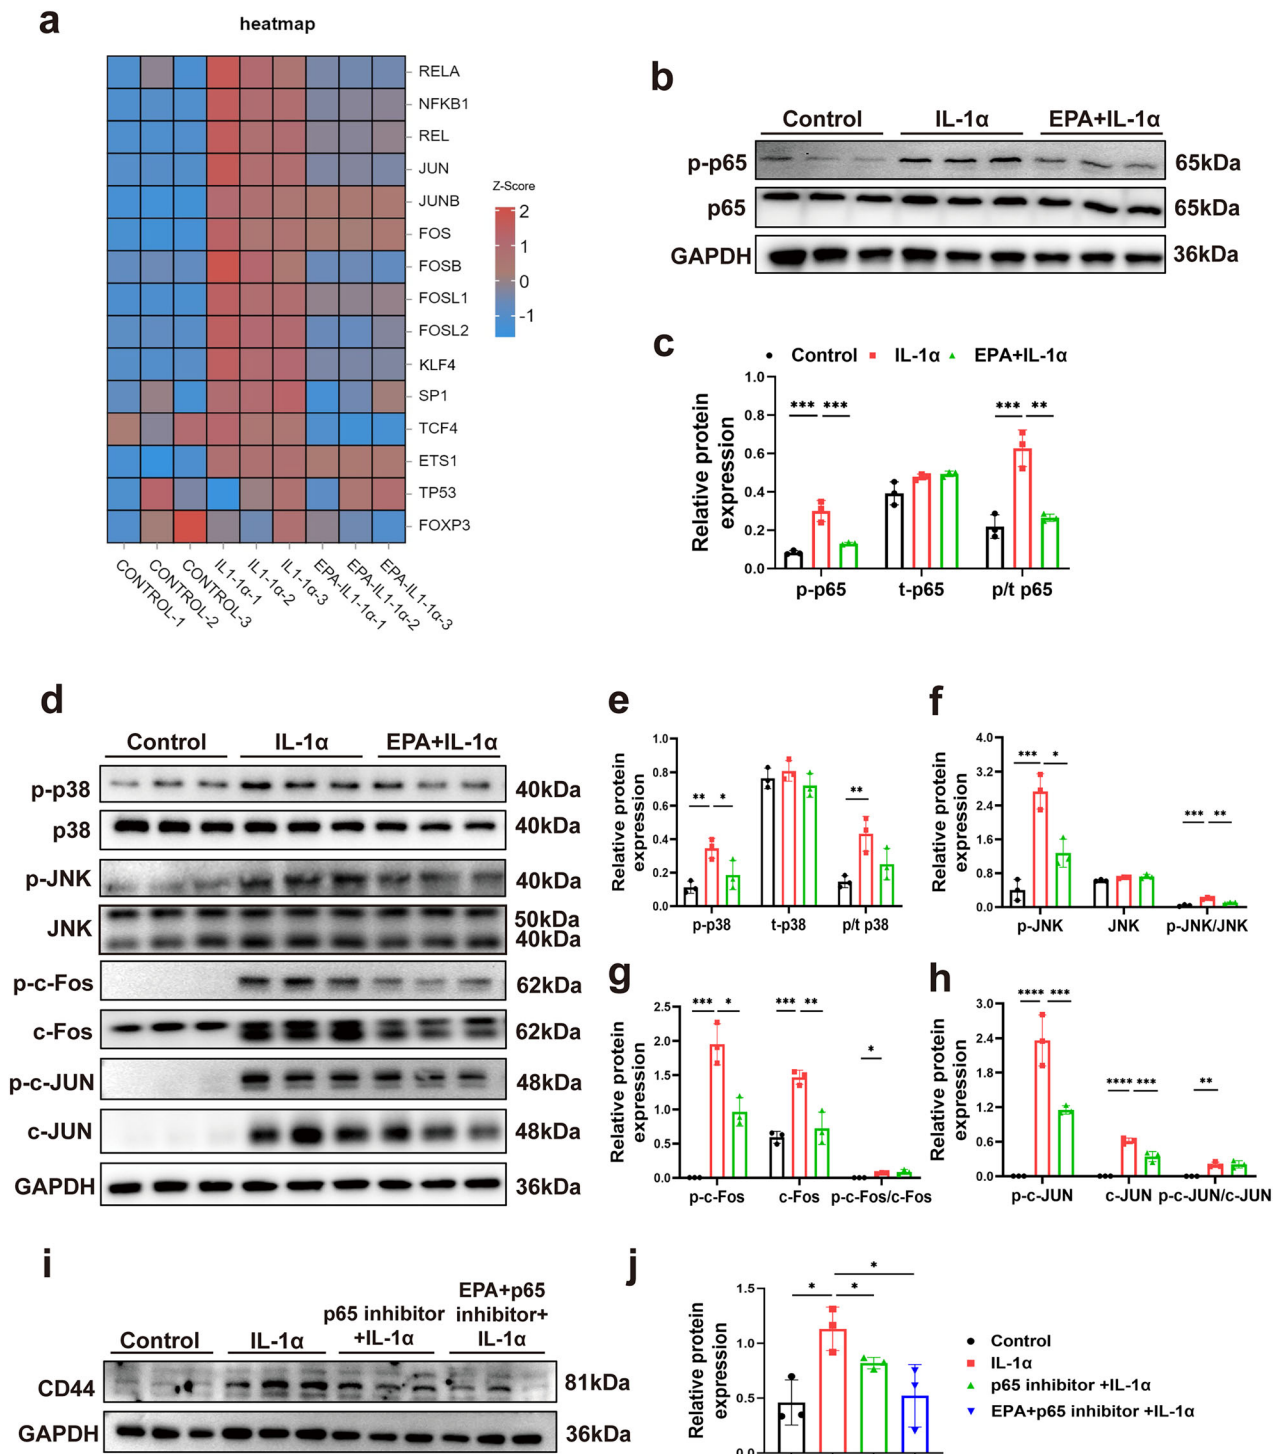 a
heatmap
RELA
NFKB1
REL
JUN
JUNB
FOS
FOSB
FOSL1
FOSL2
KLF4
SP1
TCF4
ETS1
TP53
FOXP3
Z-Score
2
1
0
-1
CONTROL-1
CONTROL-2
CONTROL-3
IL1-1α-1
IL1-1α-2
IL1-1α-3
EPA-IL1-1α-1
EPA-IL1-1α-2
EPA-IL1-1α-3
b
Control IL-1α EPA+IL-1α
p-p65 65kDa
p65 65kDa
GAPDH 36kDa
c
Control IL-1α EPA+IL-1α
Relative protein
expression
1.0
0.8
0.6
0.4
0.2
0.0
*** *** *** **
p-p65 t-p65 p/t p65
d
Control IL-1α EPA+IL-1α
p-p38 40kDa
p38 40kDa
p-JNK 40kDa
JNK 50kDa
40kDa
p-c-Fos 62kDa
c-Fos 62kDa
p-c-JUN 48kDa
c-JUN 48kDa
GAPDH 36kDa
e
Relative protein
expression
1.0
0.8
0.6
0.4
0.2
0.0
** * **
p-p38 t-p38 p/t p38
f
Relative protein
expression
4.0
3.2
2.4
1.6
0.8
0.0
*** * *** **
p-JNK JNK p-JNK/JNK
g
Relative protein
expression
2.5
2.0
1.5
1.0
0.5
0.0
*** * *** ** *
p-c-Fos c-Fos p-c-Fos/c-Fos
h
Relative protein
expression
3.0
2.4
1.8
1.2
0.6
0.0
**** *** **** *** **
p-c-JUN c-JUN p-c-JUN/c-JUN
i
Control IL-1α p65 inhibitor
+IL-1α EPA+p65
inhibitor+
IL-1α
CD44 81kDa
GAPDH 36kDa
j
Relative protein
expression
1.5
1.0
0.5
0.0
* * *
Control
IL-1α
p65 inhibitor +IL-1α
EPA+p65 inhibitor +IL-1α